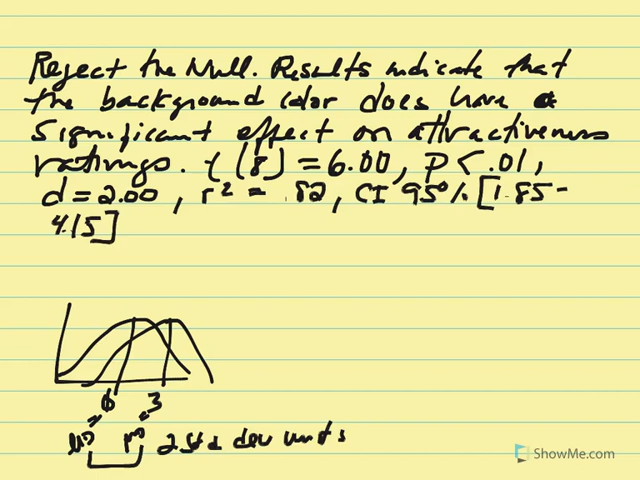 Reject the Null. Results indicate that
the background color does have a
significant effect on attractiveness
ratings. t(8) = 6.00, p < .01,
d = 2.00, r² = .82, CI 95% [1.85 -
4.15]
0 3
MD MD 2 std dev units
ShowMe.com